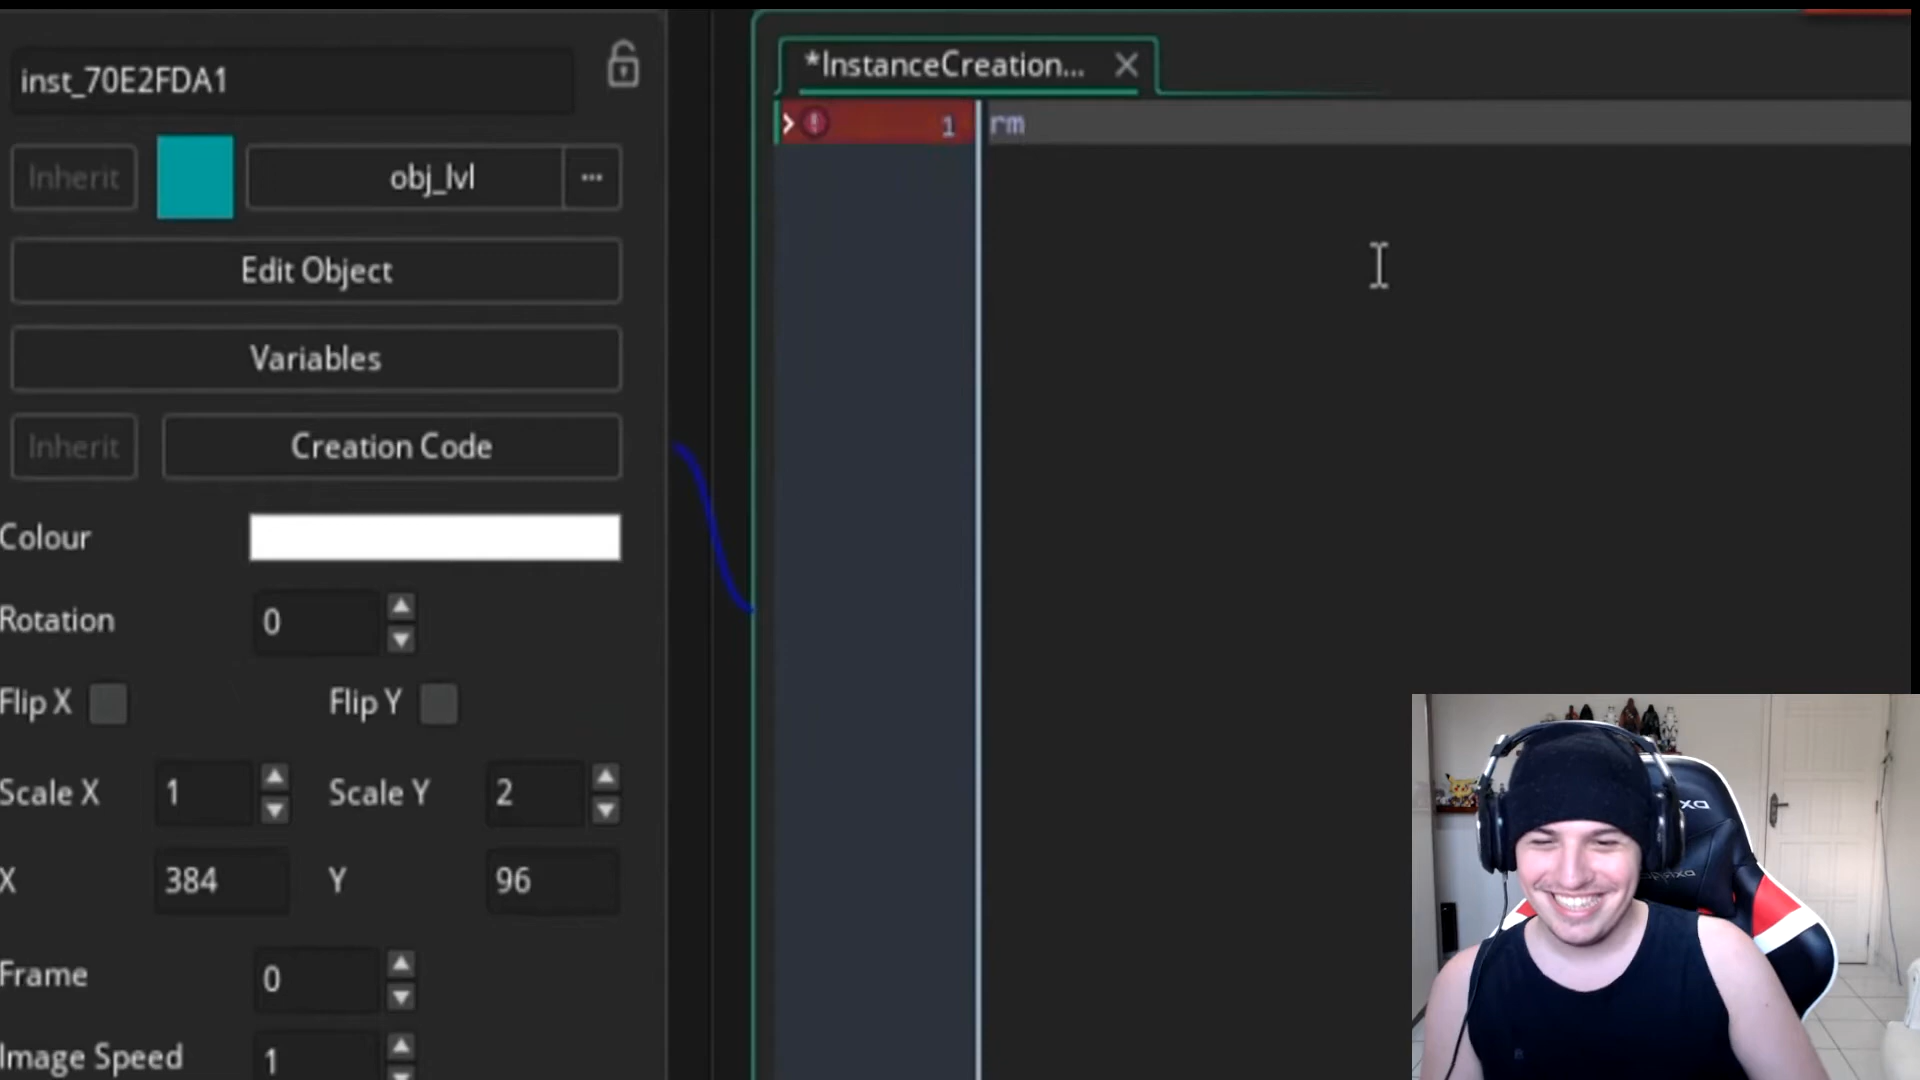 inst_70E2FDA1
Inherit
obj_lvl
...
Edit Object
Variables
Inherit
Creation Code
Colour
Rotation
0
Flip X
Flip Y
Scale X
1
Scale Y
2
X
384
Y
96
Frame
0
Image Speed
1
*InstanceCreation...
1
rm